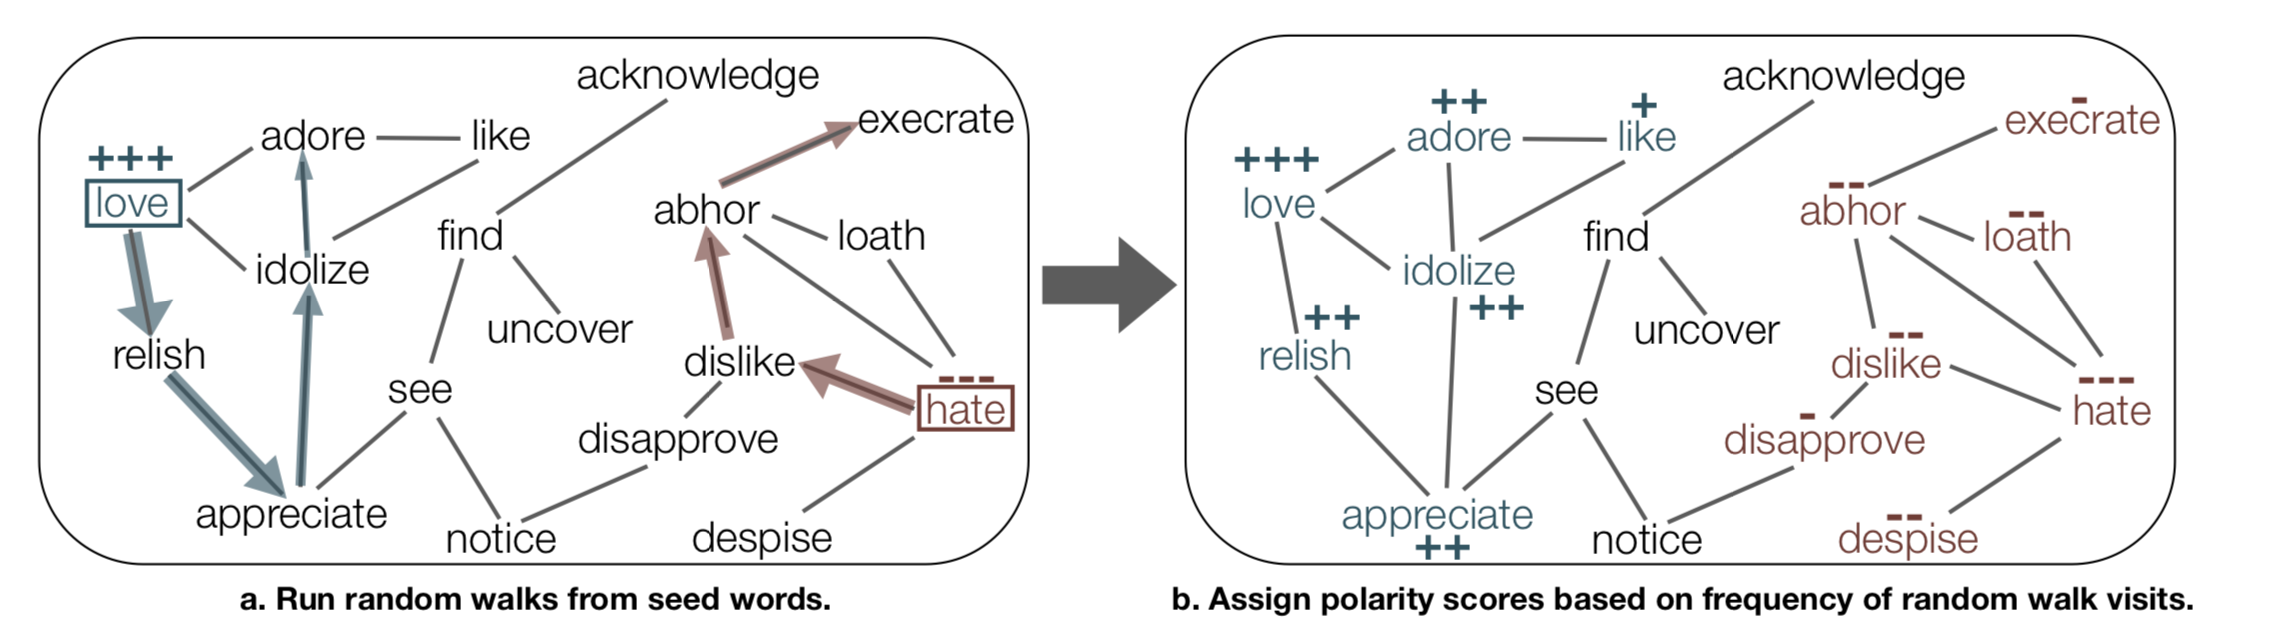 acknowledge
execrate
adore
like
+++
love
abhor
find
loath
idolize
uncover
relish
dislike
see
---
hate
disapprove
appreciate
notice
despise
a. Run random walks from seed words.
acknowledge
++
+
-
execrate
adore
like
+++
love
--
abhor
--
loath
find
idolize
++
++
relish
uncover
--
dislike
see
---
hate
-
disapprove
appreciate
++
notice
--
despise
b. Assign polarity scores based on frequency of random walk visits.